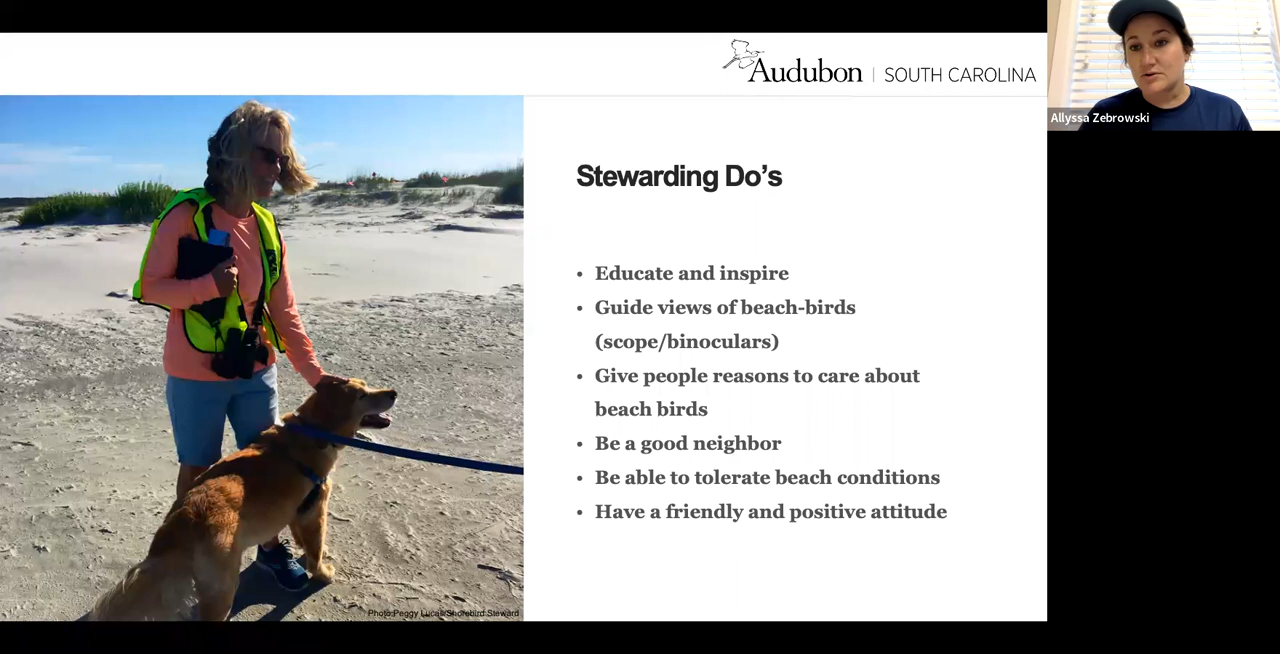 Audubon | SOUTH CAROLINA
Allyssa Zebrowski
Stewarding Do's
• Educate and inspire
• Guide views of beach-birds
(scope/binoculars)
• Give people reasons to care about
beach birds
• Be a good neighbor
• Be able to tolerate beach conditions
• Have a friendly and positive attitude
Photo:Peggy Lucas/Shorebird Steward